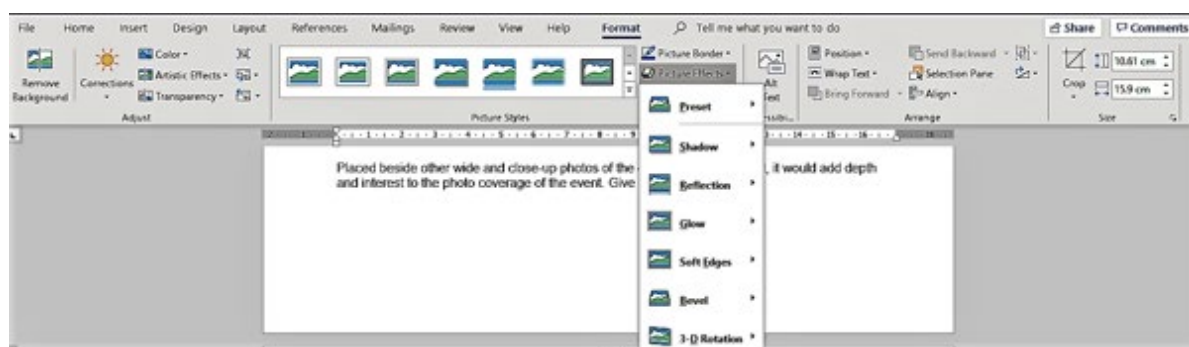 File Home Insert Design Layout References Mailings Review View Help Format Tell me what you want to do Share Comments
Remove Background
Corrections
Color
Artistic Effects
Transparency
Adjust
Picture Styles
Picture Border
Picture Effects
Alt Text
Position
Wrap Text
Bring Forward
Send Backward
Selection Pane
Align
Arrange
Crop
10.61 cm
15.9 cm
Size
Preset
Shadow
Reflection
Glow
Soft Edges
Bevel
3-D Rotation
Placed beside other wide and close-up photos of the , it would add depth
and interest to the photo coverage of the event. Give